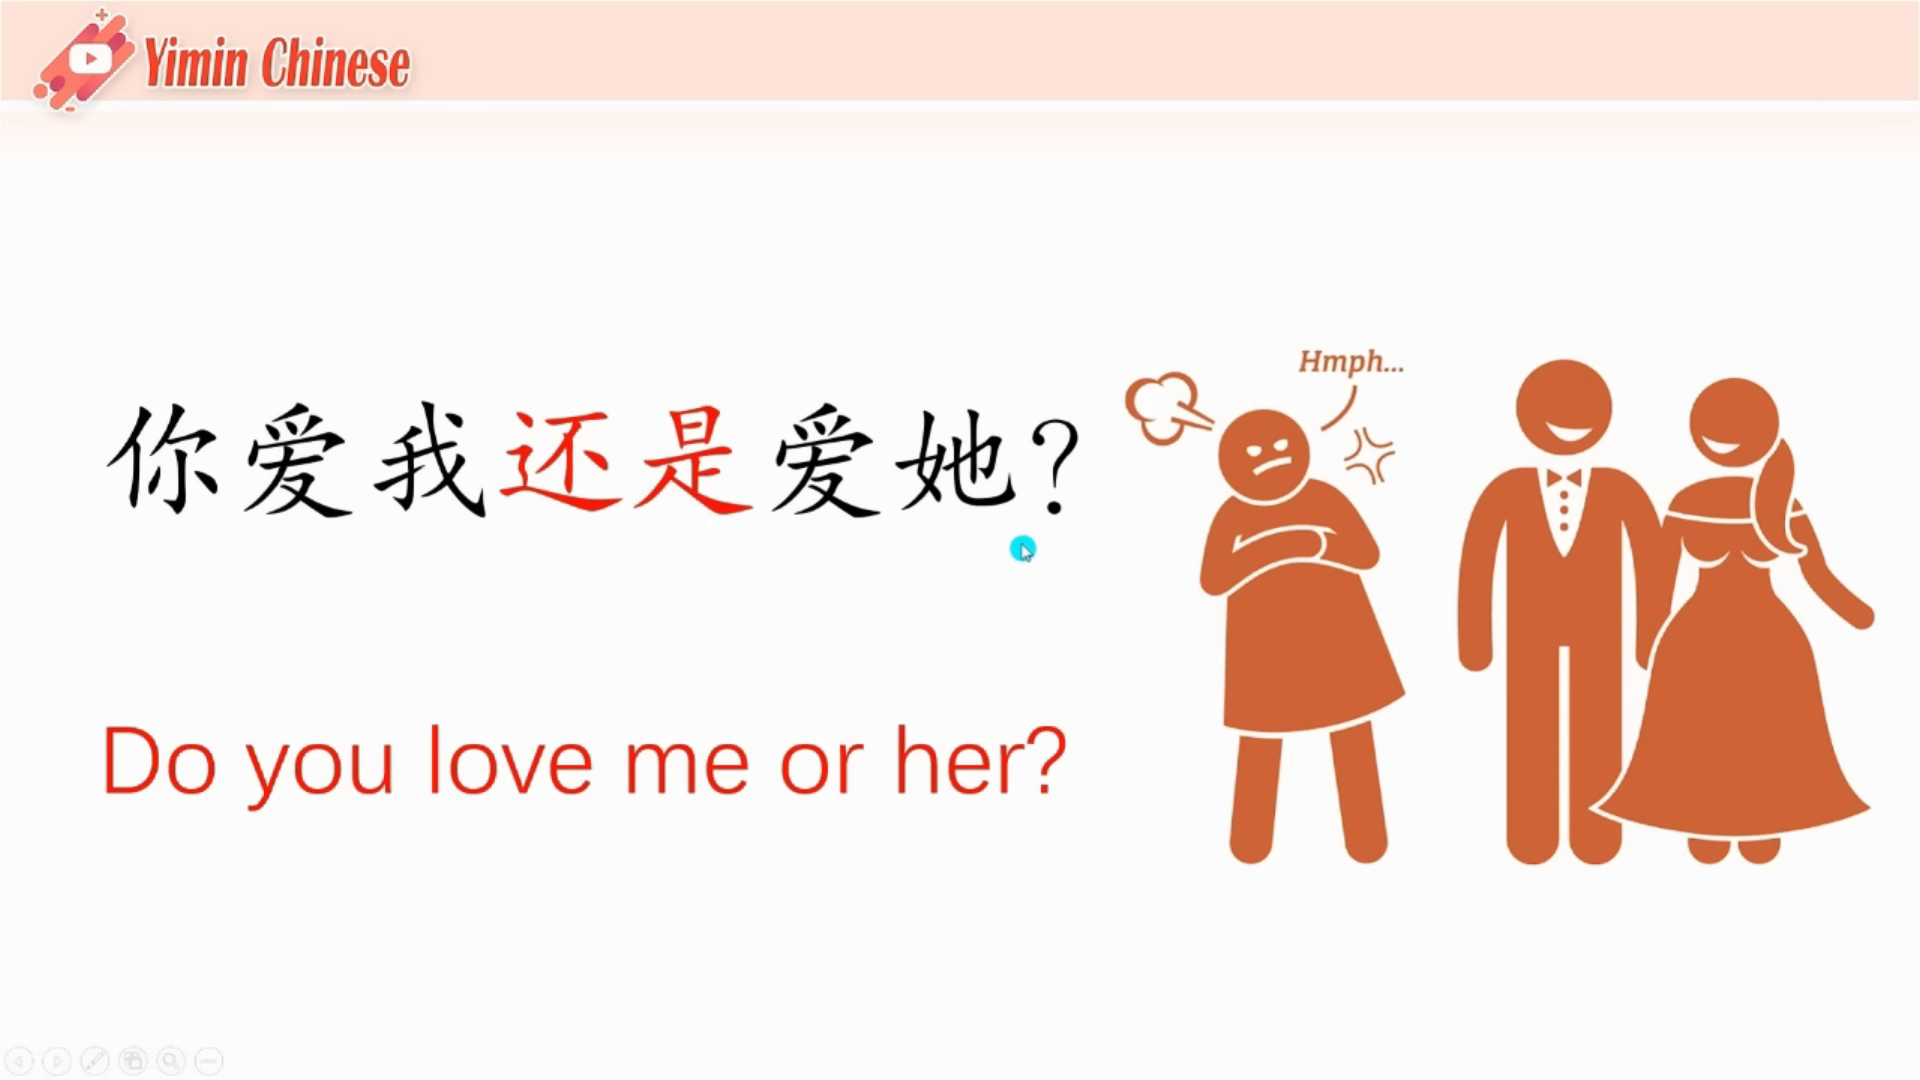 Yimin Chinese
Hmph...
你爱我还是爱她?
Do you love me or her?